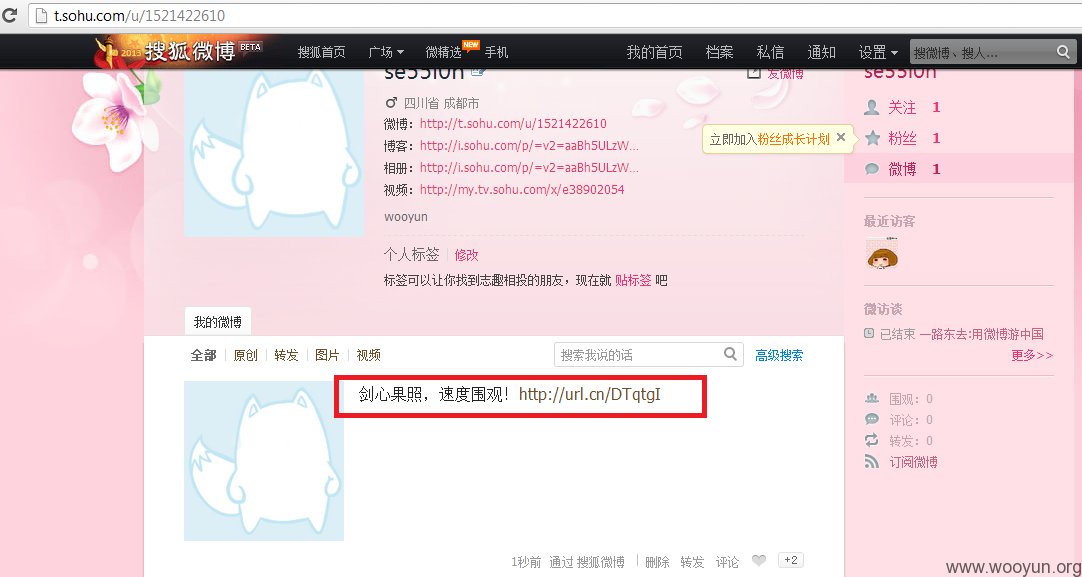 t.sohu.com/u/1521422610
2013 搜狐微博 BETA 搜狐首页 广场 微精选 NEW 手机 我的首页 档案 私信 通知 设置 搜微博、搜人...
se55i0n 发微博 se55i0n
四川省 成都市
微博: http://t.sohu.com/u/1521422610
博客: http://i.sohu.com/p/=v2=aaBh5ULzW...
相册: http://i.sohu.com/p/=v2=aaBh5ULzW...
视频: http://my.tv.sohu.com/x/e38902054
wooyun
个人标签 修改
标签可以让你找到志趣相投的朋友，现在就 贴标签 吧
关注 1
立即加入粉丝成长计划 ×
粉丝 1
微博 1
最近访客
微访谈
已结束 一路东去:用微博游中国
更多>>
围观: 0
评论: 0
转发: 0
订阅微博
我的微博
全部 原创 转发 图片 视频 搜索我说的话 高级搜索
剑心果照，速度围观！http://url.cn/DTqtgI
1秒前 通过 搜狐微博 删除 转发 评论 +2
www.wooyun.org